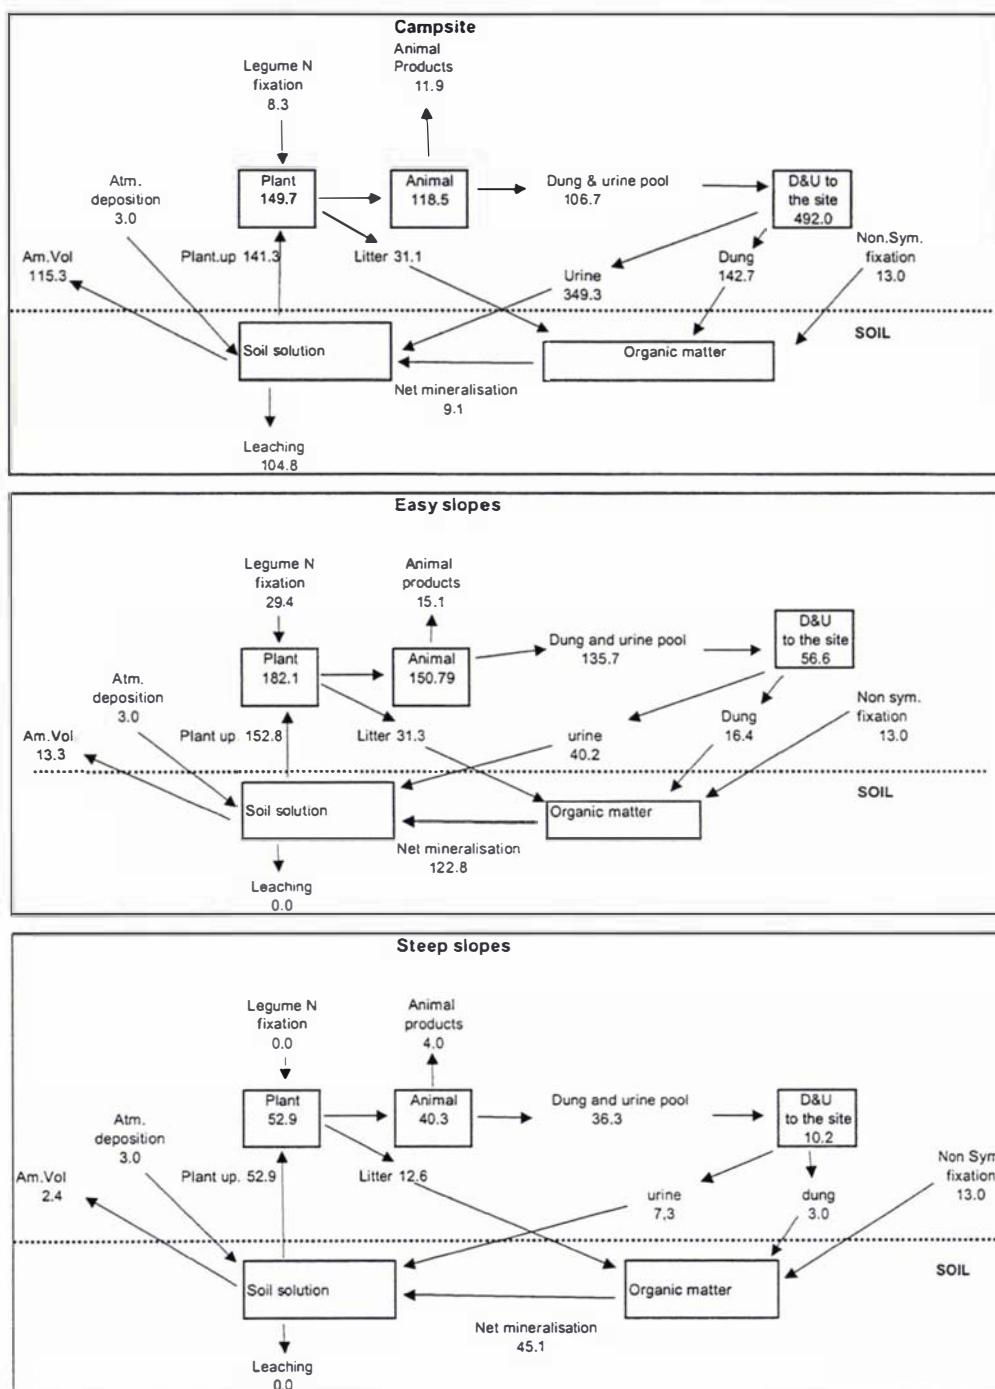 Campsite
Animal
Products
11.9
Legume N
fixation
8.3
Atm.
deposition
3.0
Plant
149.7
Animal
118.5
Dung & urine pool
106.7
D&U to
the site
492.0
Am.Vol
115.3
Plant.up 141.3
Litter 31.1
Urine
349.3
Dung
142.7
Non.Sym.
fixation
13.0
SOIL
Soil solution
Organic matter
Net mineralisation
9.1
Leaching
104.8
Easy slopes
Legume N
fixation
29.4
Animal
products
15.1
Atm.
deposition
3.0
Plant
182.1
Animal
150.79
Dung and urine pool
135.7
D&U
to the site
56.6
Am.Vol
13.3
Plant up 152.8
Litter 31.3
urine
40.2
Dung
16.4
Non sym.
fixation
13.0
SOIL
Soil solution
Organic matter
Net mineralisation
122.8
Leaching
0.0
Steep slopes
Legume N
fixation
0.0
Animal
products
4.0
Atm.
deposition
3.0
Plant
52.9
Animal
40.3
Dung and urine pool
36.3
D&U
to the site
10.2
Am.Vol
2.4
Plant up. 52.9
Litter 12.6
urine
7,3
dung
3.0
Non Sym
fixation
13.0
SOIL
Soil solution
Organic matter
Net mineralisation
45.1
Leaching
0.0